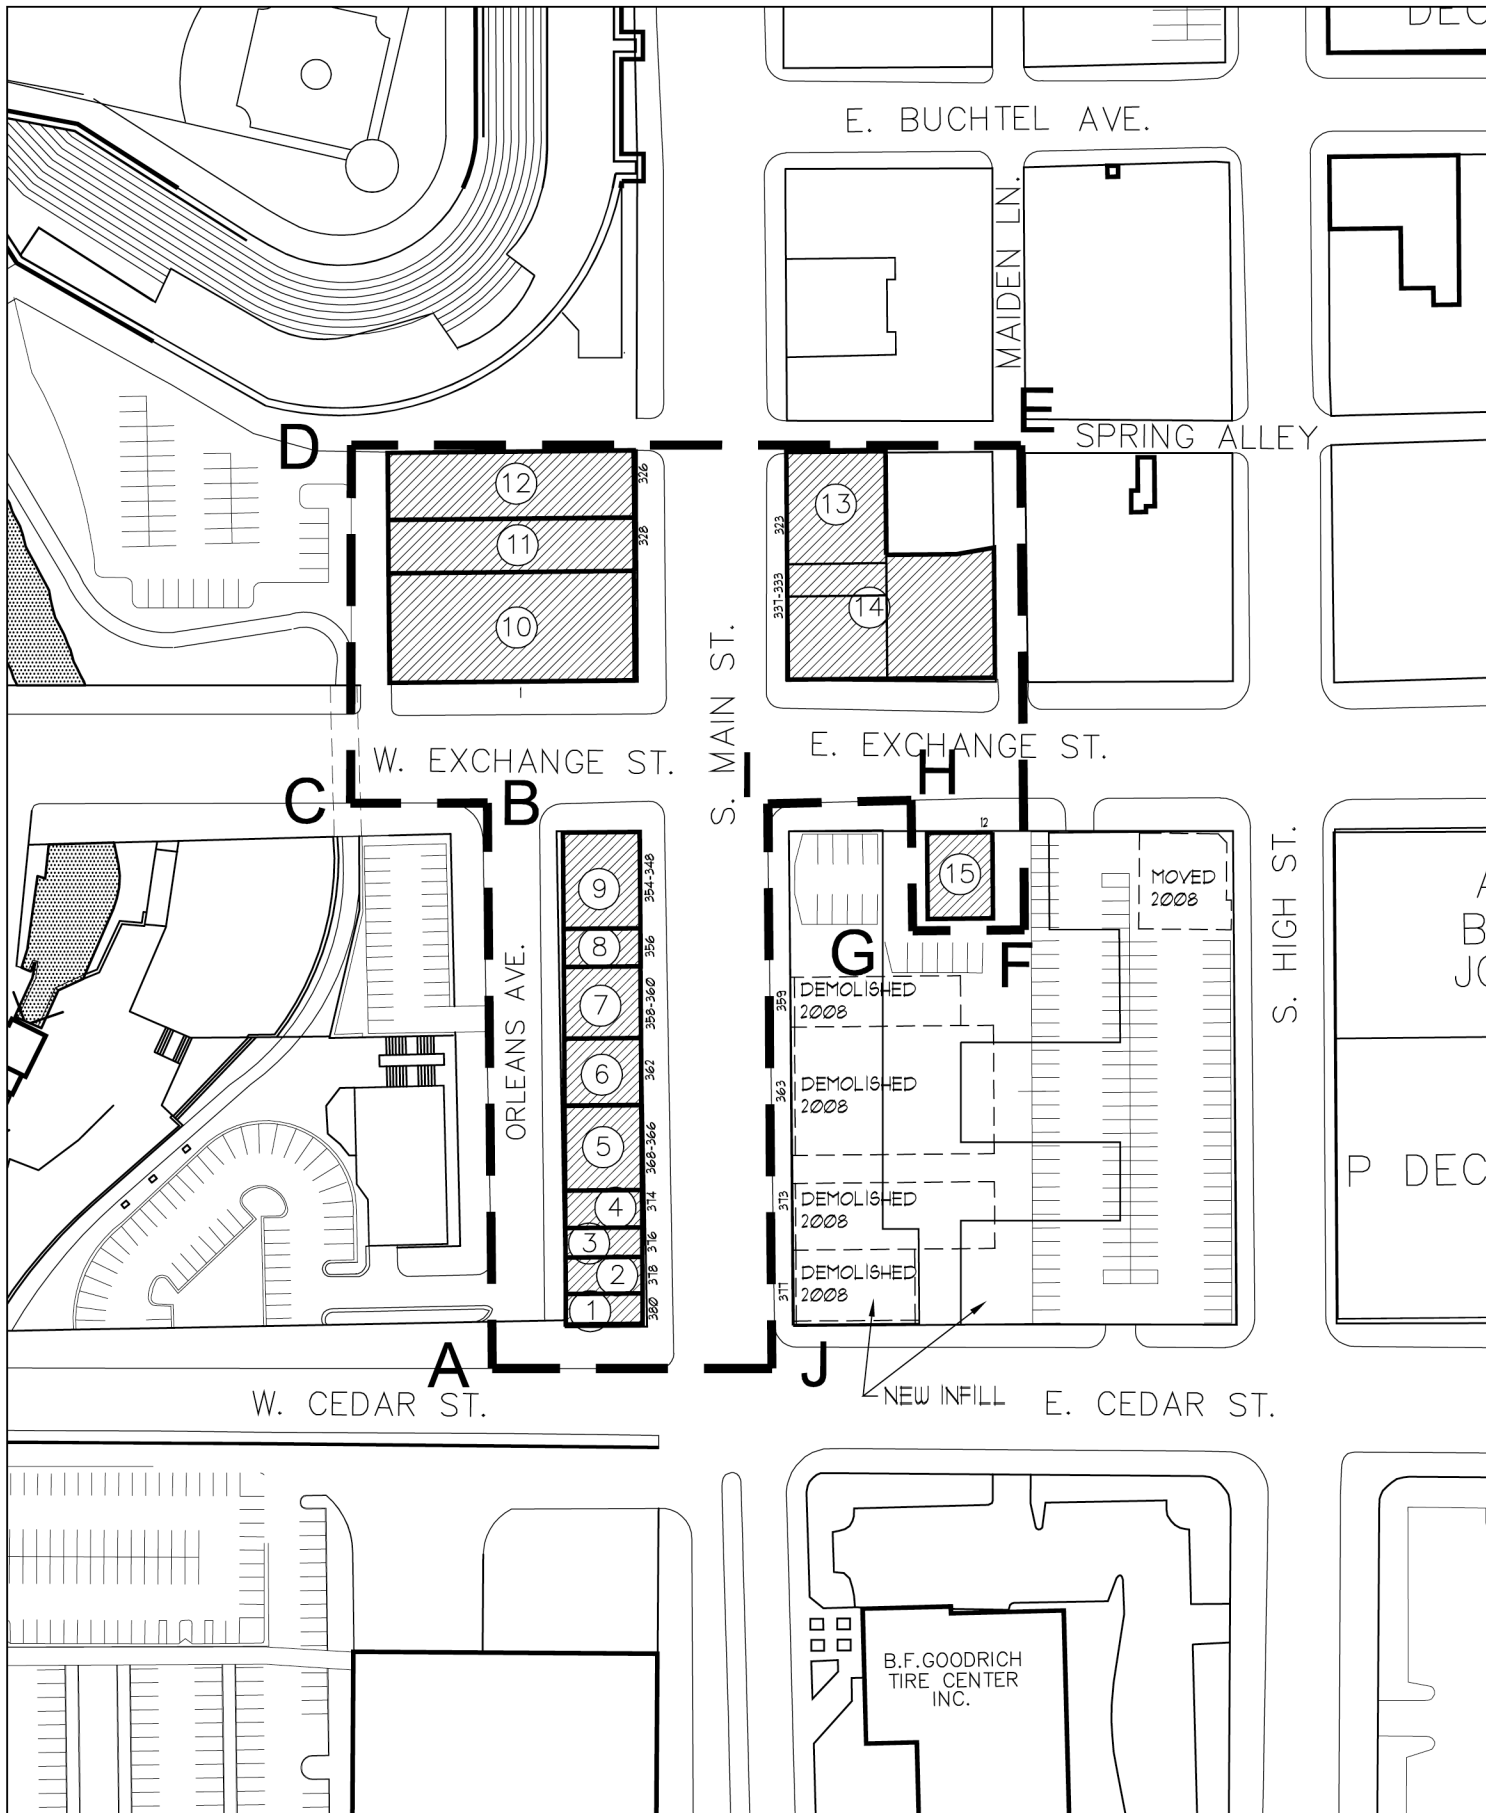 DEC
E. BUCHTEL AVE.
MAIDEN LN.
E
SPRING ALLEY
D
12
326
13
11
328
323
10
14
331-333
1
S. MAIN ST.
W. EXCHANGE ST.
E. EXCHANGE ST.
H
I
C
B
12
9
354-348
15
MOVED
2008
S. HIGH ST.
8
356
G
F
ORLEANS AVE.
7
358-360
359
DEMOLISHED
2008
B
6
362
363
DEMOLISHED
2008
5
368-366
P DEC
4
374
373
DEMOLISHED
2008
3
376
2
378
377
DEMOLISHED
2008
1
380
A
J
NEW INFILL
W. CEDAR ST.
E. CEDAR ST.
B.F.GOODRICH
TIRE CENTER
INC.